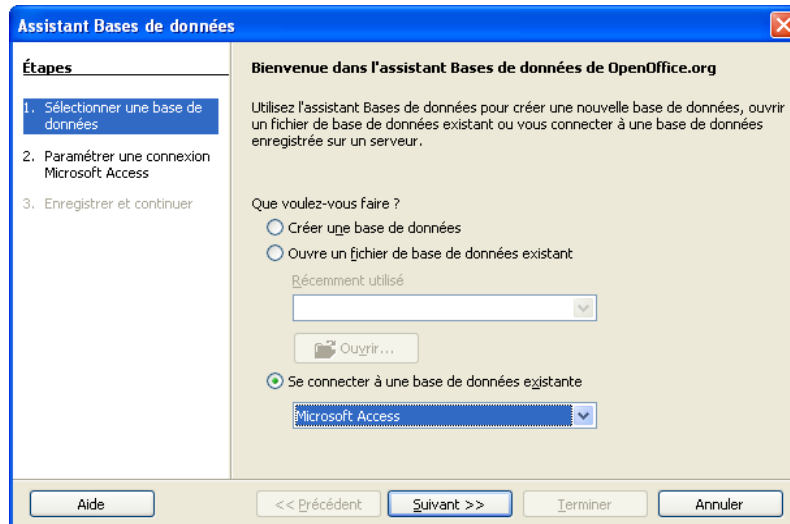 Assistant Bases de données
Étapes
1. Sélectionner une base de
données
2. Paramétrer une connexion
Microsoft Access
3. Enregistrer et continuer
Bienvenue dans l'assistant Bases de données de OpenOffice.org
Utilisez l'assistant Bases de données pour créer une nouvelle base de données, ouvrir
un fichier de base de données existant ou vous connecter à une base de données
enregistrée sur un serveur.
Que voulez-vous faire ?
Créer une base de données
Ouvre un fichier de base de données existant
Récemment utilisé
Ouvrir...
Se connecter à une base de données existante
Microsoft Access
Aide
<< Précédent
Suivant >>
Terminer
Annuler